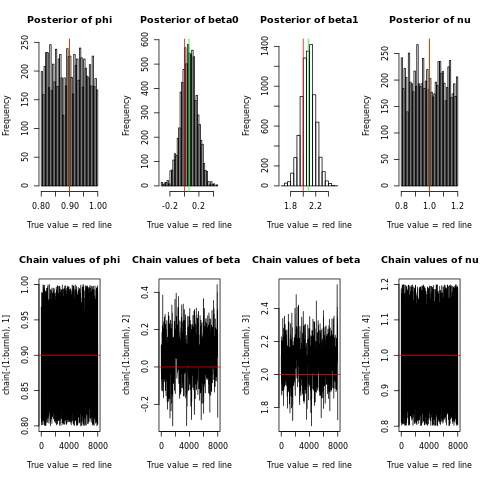 Posterior of phi
Posterior of beta0
Posterior of beta1
Posterior of nu
Frequency
0 50 100 150 200 250
0.80 0.90 1.00
True value = red line
Frequency
0 100 200 300 400 500 600
-0.2 0.2
True value = red line
Frequency
0 200 600 1000 1400
1.8 2.2
True value = red line
Frequency
0 50 100 150 200 250
0.8 1.0 1.2
True value = red line
Chain values of phi
Chain values of beta
Chain values of beta
Chain values of nu
chain[-(1:burnIn), 1]
0.80 0.85 0.90 0.95 1.00
0 4000 8000
True value = red line
chain[-(1:burnIn), 2]
-0.2 0.0 0.2 0.4
0 4000 8000
True value = red line
chain[-(1:burnIn), 3]
1.8 2.0 2.2 2.4
0 4000 8000
True value = red line
chain[-(1:burnIn), 4]
0.8 0.9 1.0 1.1 1.2
0 4000 8000
True value = red line